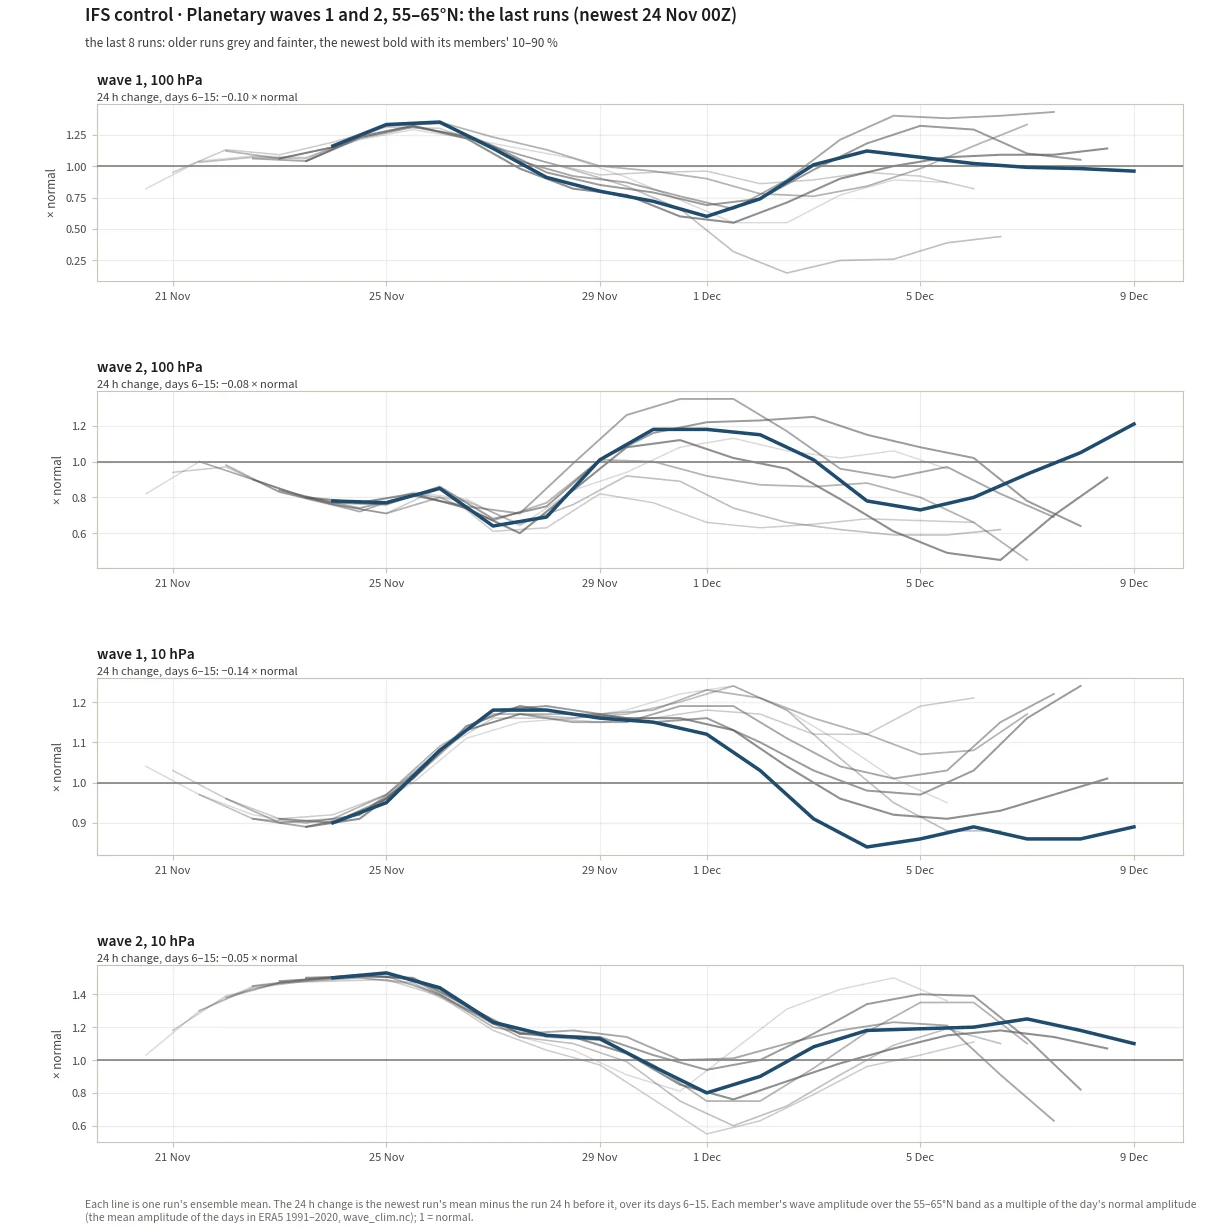 IFS control · Planetary waves 1 and 2, 55–65°N: the last runs (newest 24 Nov 00Z)
the last 8 runs: older runs grey and fainter, the newest bold with its members' 10–90 %
wave 1, 100 hPa
24 h change, days 6–15: −0.10 × normal
1.25
1.00
0.75
0.50
0.25
× normal
21 Nov
25 Nov
29 Nov
1 Dec
5 Dec
9 Dec
wave 2, 100 hPa
24 h change, days 6–15: −0.08 × normal
1.2
1.0
0.8
0.6
× normal
21 Nov
25 Nov
29 Nov
1 Dec
5 Dec
9 Dec
wave 1, 10 hPa
24 h change, days 6–15: −0.14 × normal
1.2
1.1
1.0
0.9
× normal
21 Nov
25 Nov
29 Nov
1 Dec
5 Dec
9 Dec
wave 2, 10 hPa
24 h change, days 6–15: −0.05 × normal
1.4
1.2
1.0
0.8
0.6
× normal
21 Nov
25 Nov
29 Nov
1 Dec
5 Dec
9 Dec
Each line is one run's ensemble mean. The 24 h change is the newest run's mean minus the run 24 h before it, over its days 6–15. Each member's wave amplitude over the 55–65°N band as a multiple of the day's normal amplitude
(the mean amplitude of the days in ERA5 1991–2020, wave_clim.nc); 1 = normal.